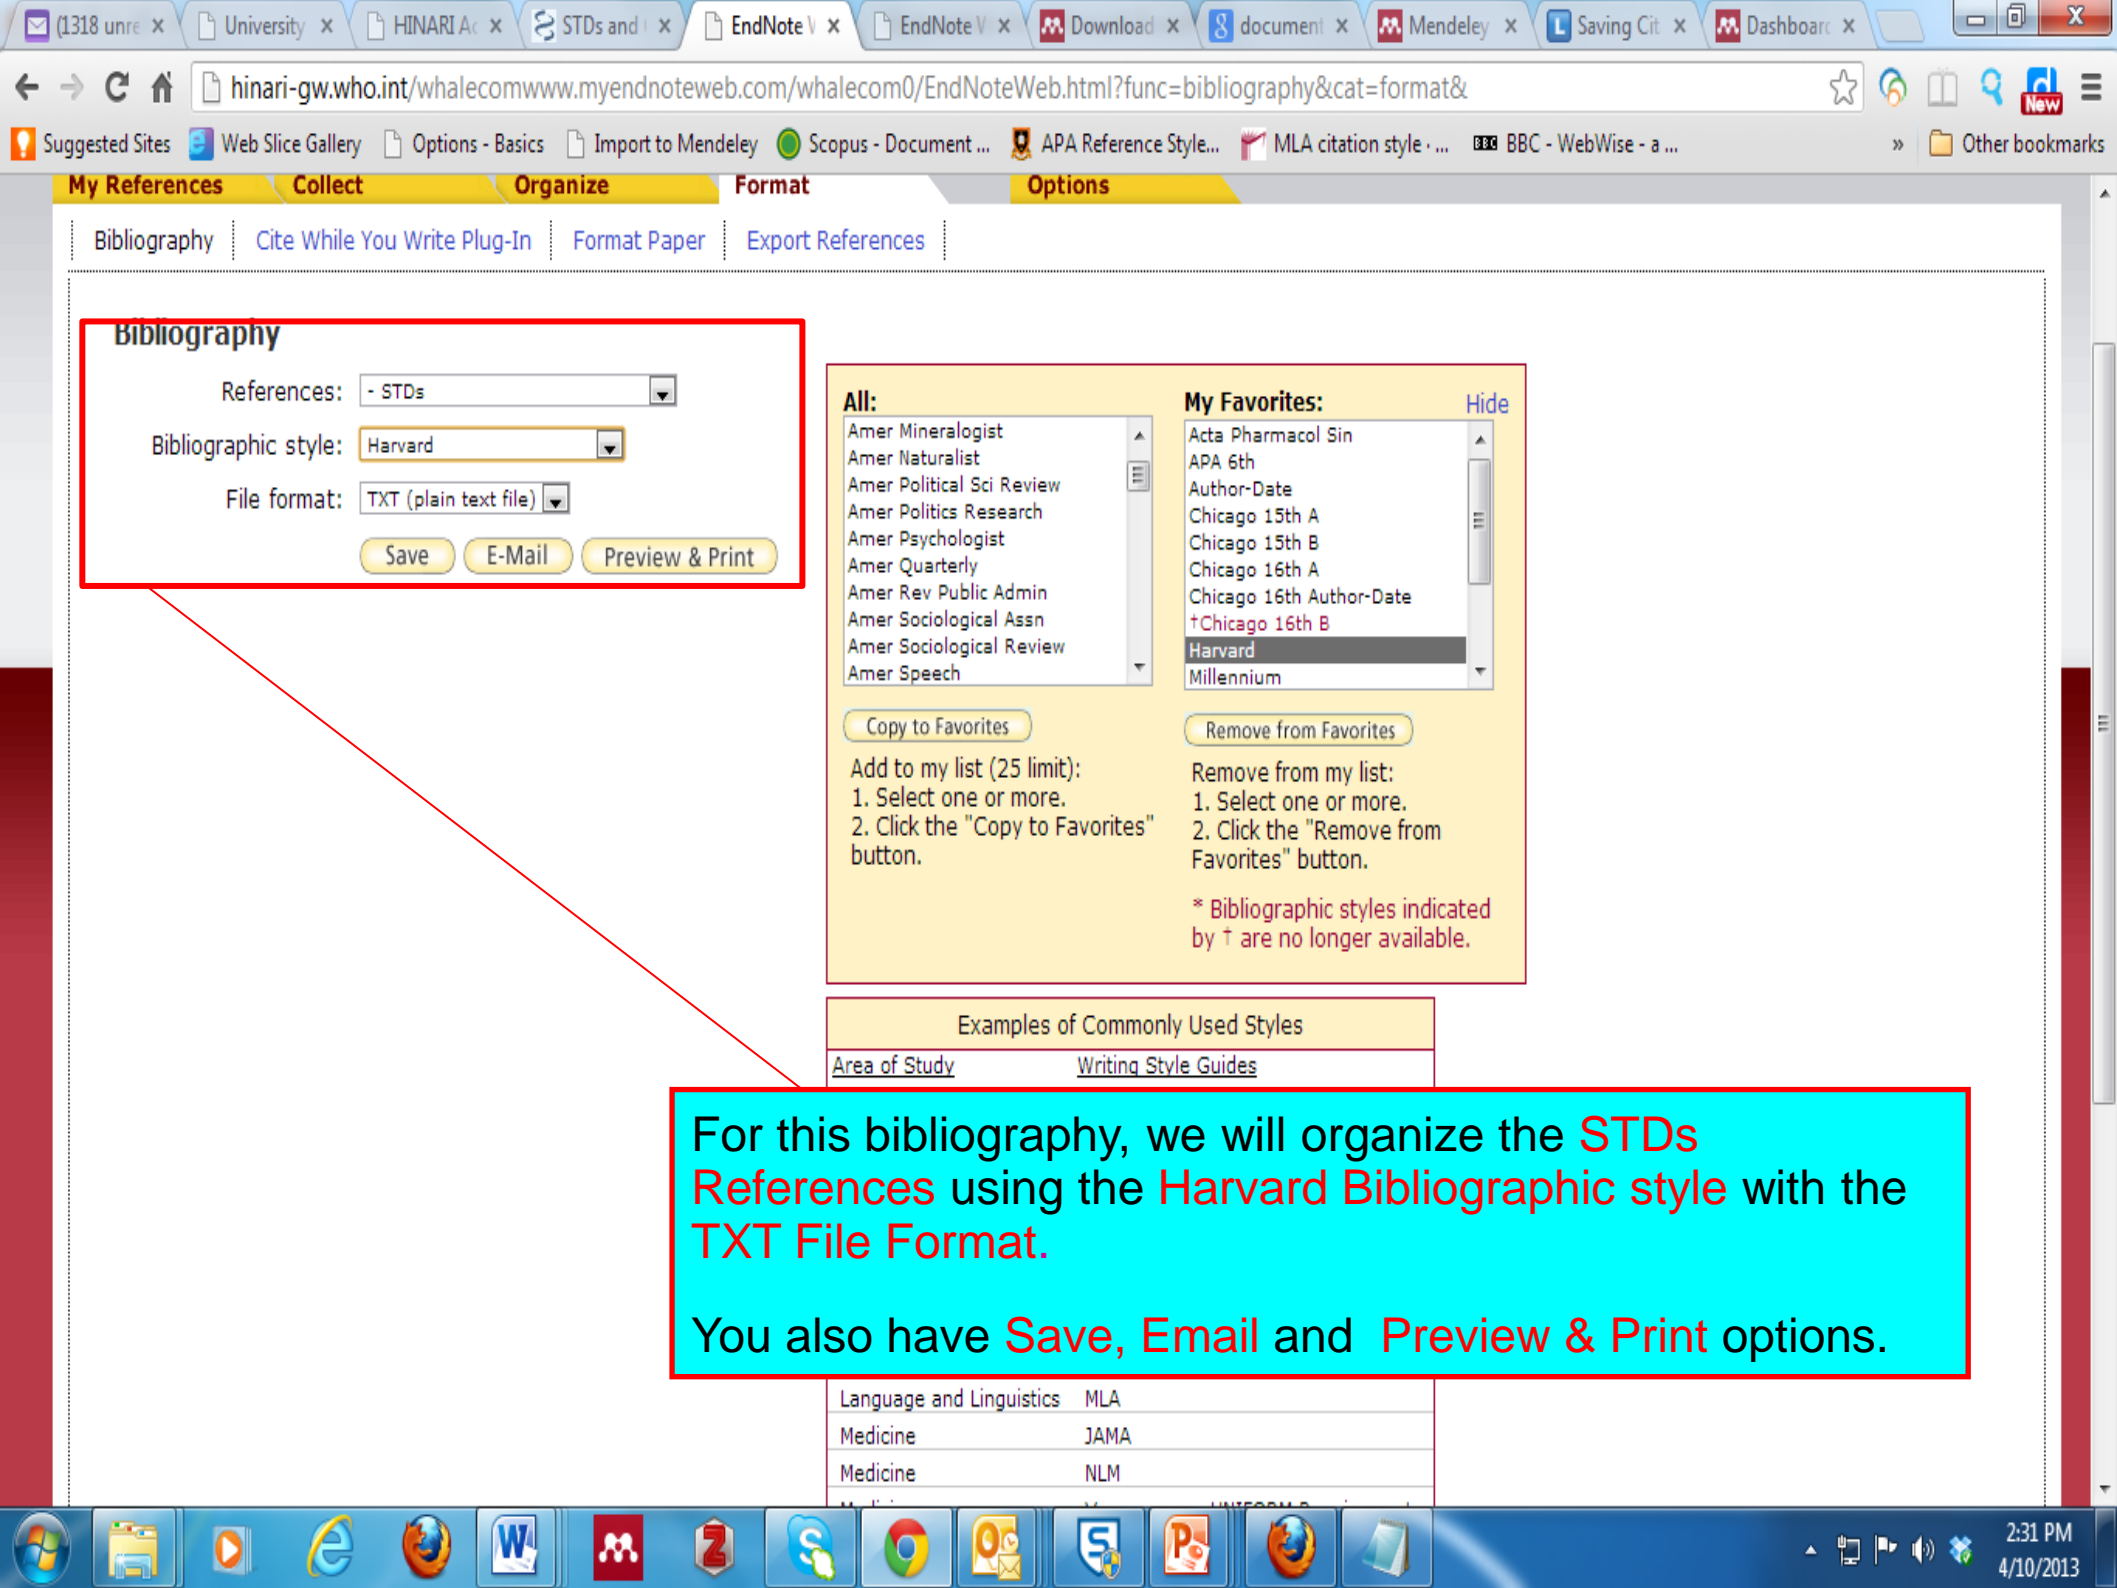 (1318 unre
University
HINARI Ac
STDs and
EndNote V
EndNote V
Download
document
Mendeley
Saving Cit
Dashboard
hinari-gw.who.int/whalecomwww.myendnoteweb.com/whalecom0/EndNoteWeb.html?func=bibliography&cat=format&
New
Suggested Sites
Web Slice Gallery
Options - Basics
Import to Mendeley
Scopus - Document ...
APA Reference Style...
MLA citation style · ...
BBC BBC - WebWise - a ...
»
Other bookmarks
My References
Collect
Organize
Format
Options
Bibliography
Cite While You Write Plug-In
Format Paper
Export References
Bibliography
References: - STDs
Bibliographic style: Harvard
File format: TXT (plain text file)
Save
E-Mail
Preview & Print
All:
Amer Mineralogist
Amer Naturalist
Amer Political Sci Review
Amer Politics Research
Amer Psychologist
Amer Quarterly
Amer Rev Public Admin
Amer Sociological Assn
Amer Sociological Review
Amer Speech
Copy to Favorites
Add to my list (25 limit):
1. Select one or more.
2. Click the "Copy to Favorites"
button.
My Favorites:
Hide
Acta Pharmacol Sin
APA 6th
Author-Date
Chicago 15th A
Chicago 15th B
Chicago 16th A
Chicago 16th Author-Date
†Chicago 16th B
Harvard
Millennium
Remove from Favorites
Remove from my list:
1. Select one or more.
2. Click the "Remove from
Favorites" button.
* Bibliographic styles indicated
by † are no longer available.
Examples of Commonly Used Styles
Area of Study
Writing Style Guides
For this bibliography, we will organize the STDs
References using the Harvard Bibliographic style with the
TXT File Format.
You also have Save, Email and Preview & Print options.
Language and Linguistics MLA
Medicine JAMA
Medicine NLM
2:31 PM
4/10/2013